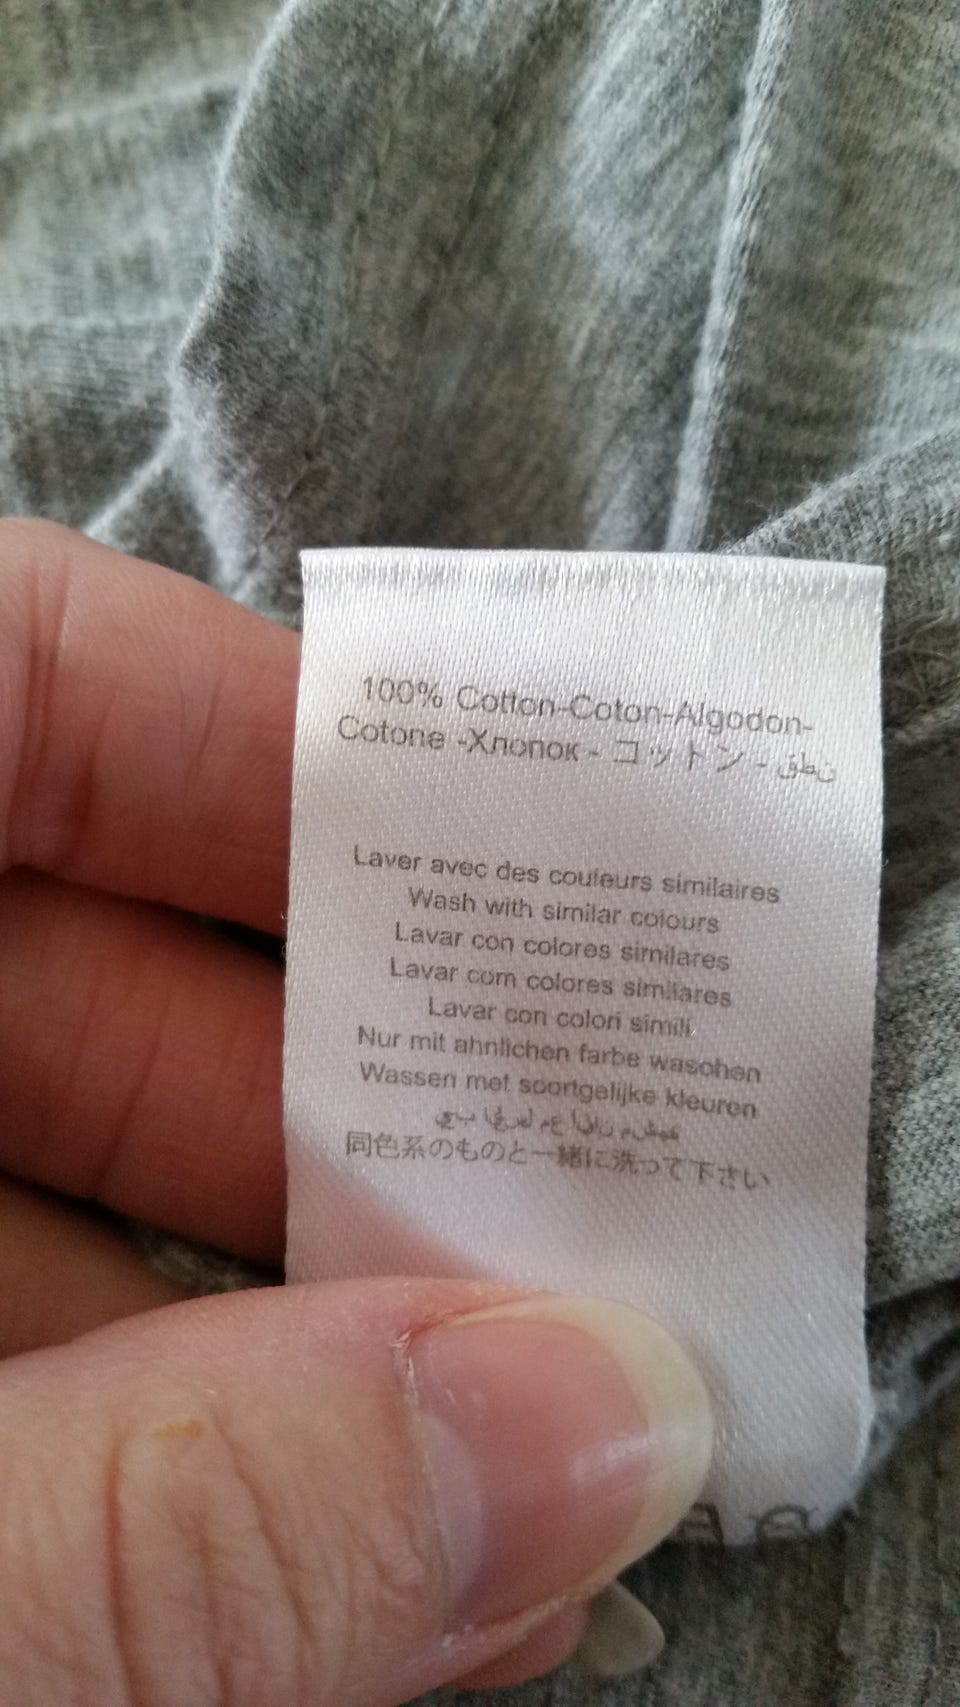 100% Cotton-Coton-Algodon-
Cotone -Хлопок - コットン - قطن
Laver avec des couleurs similaires
Wash with similar colours
Lavar con colores similares
Lavar com colores similares
Lavar con colori simili
Nur mit ahnlichen farbe waschen
Wassen met soortgelijke kleuren
同色系のものと一緒に洗って下さい